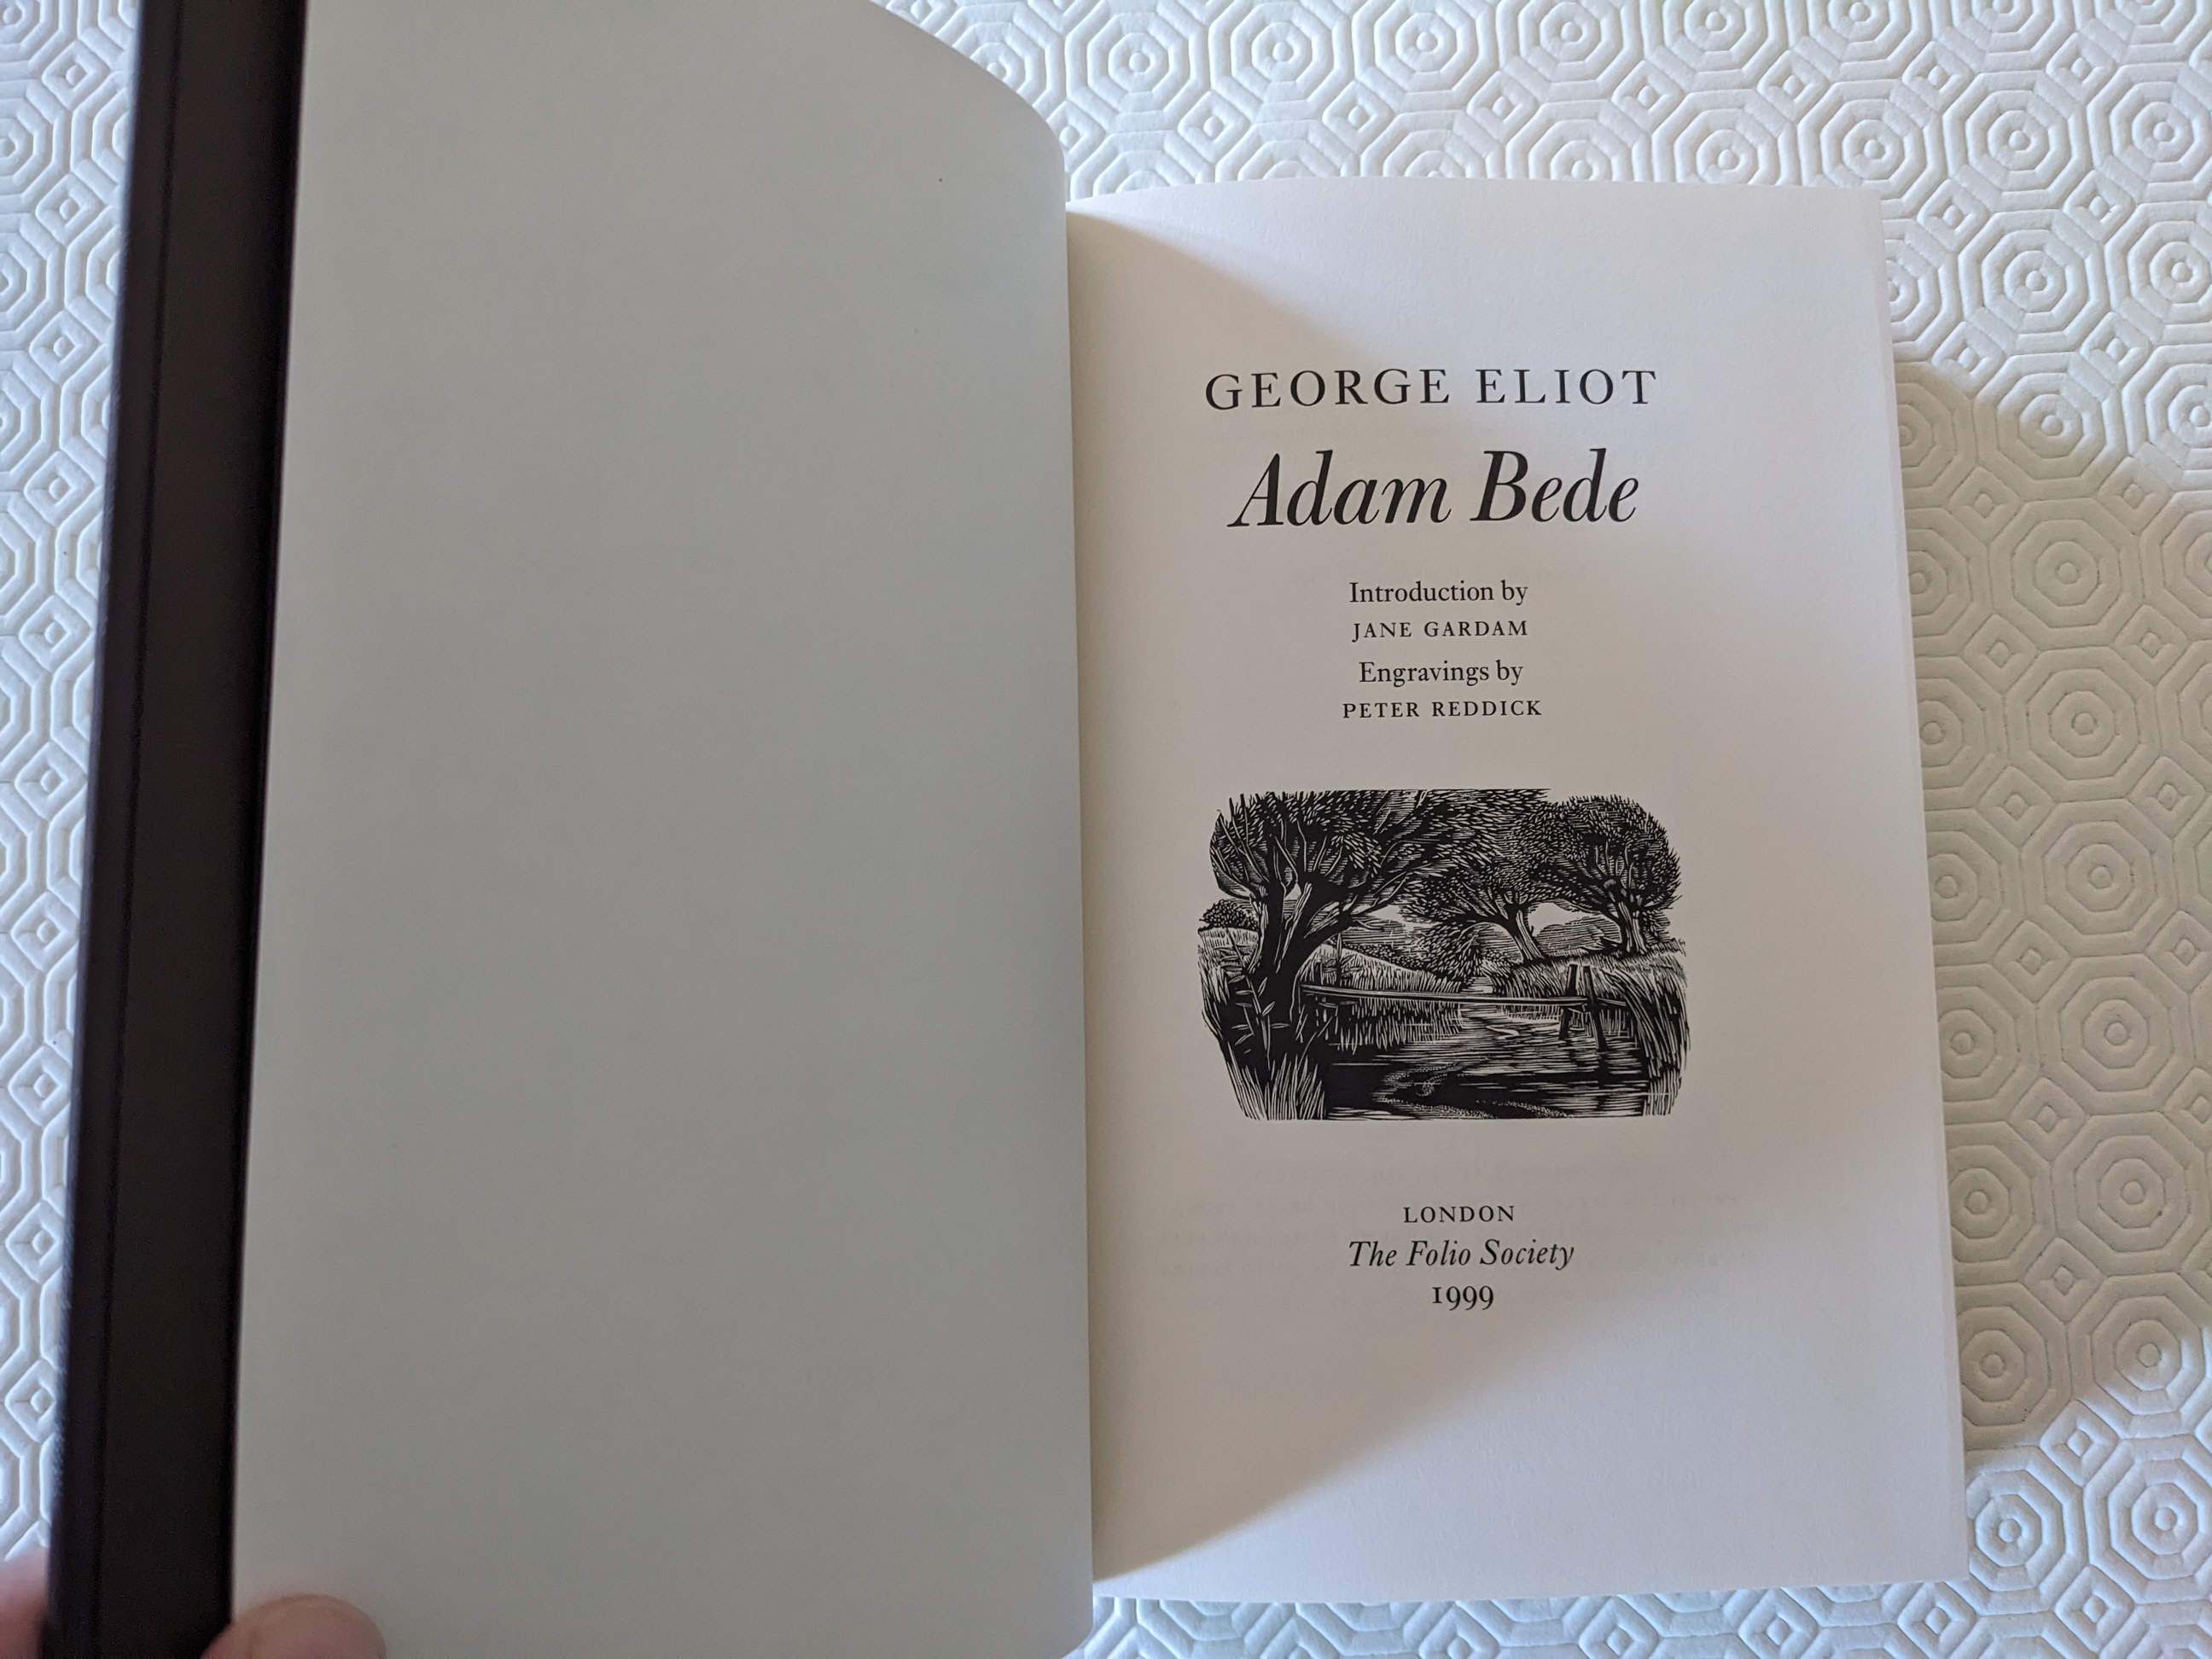 GEORGE ELIOT
Adam Bede
Introduction by
JANE GARDAM
Engravings by
PETER REDDICK
LONDON
The Folio Society
1999